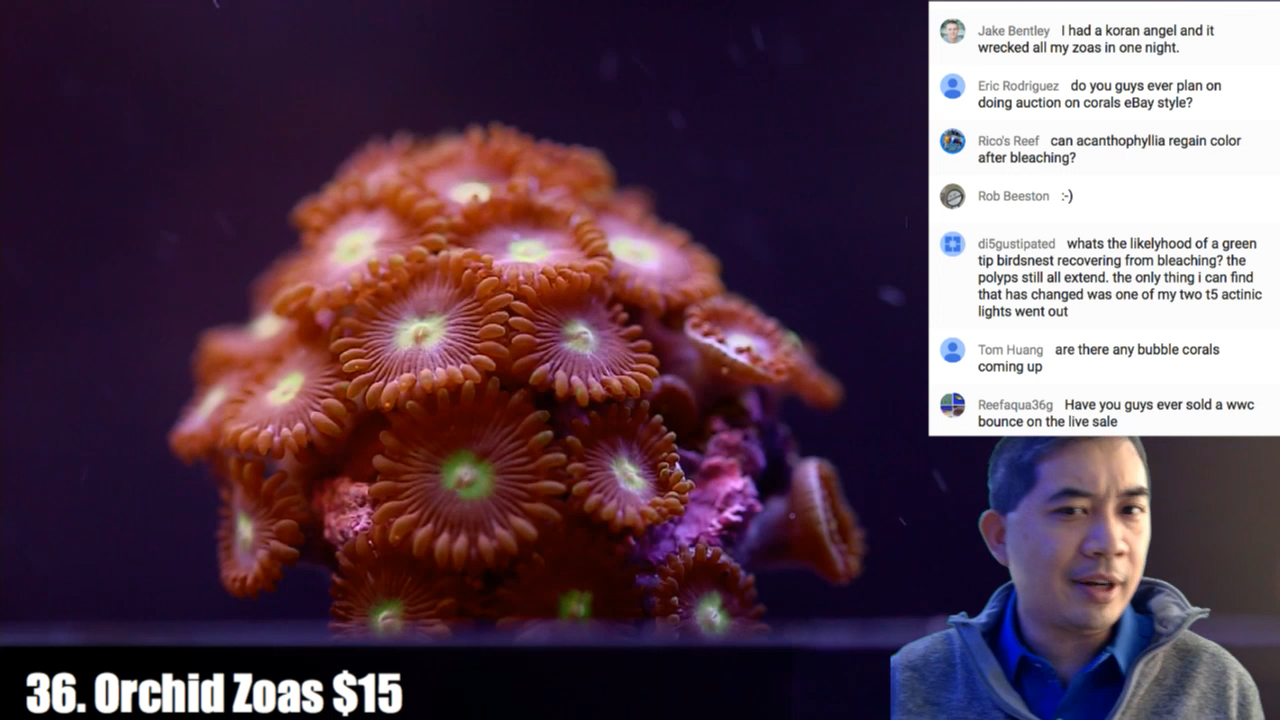 Jake Bentley I had a koran angel and it
wrecked all my zoas in one night.
Eric Rodriguez do you guys ever plan on
doing auction on corals eBay style?
Rico's Reef can acanthophyllia regain color
after bleaching?
Rob Beeston :-)
di5gustipated whats the likelyhood of a green
tip birdsnest recovering from bleaching? the
polyps still all extend. the only thing i can find
that has changed was one of my two t5 actinic
lights went out
Tom Huang are there any bubble corals
coming up
Reefaqua36g Have you guys ever sold a wwc
bounce on the live sale
36. Orchid Zoas $15